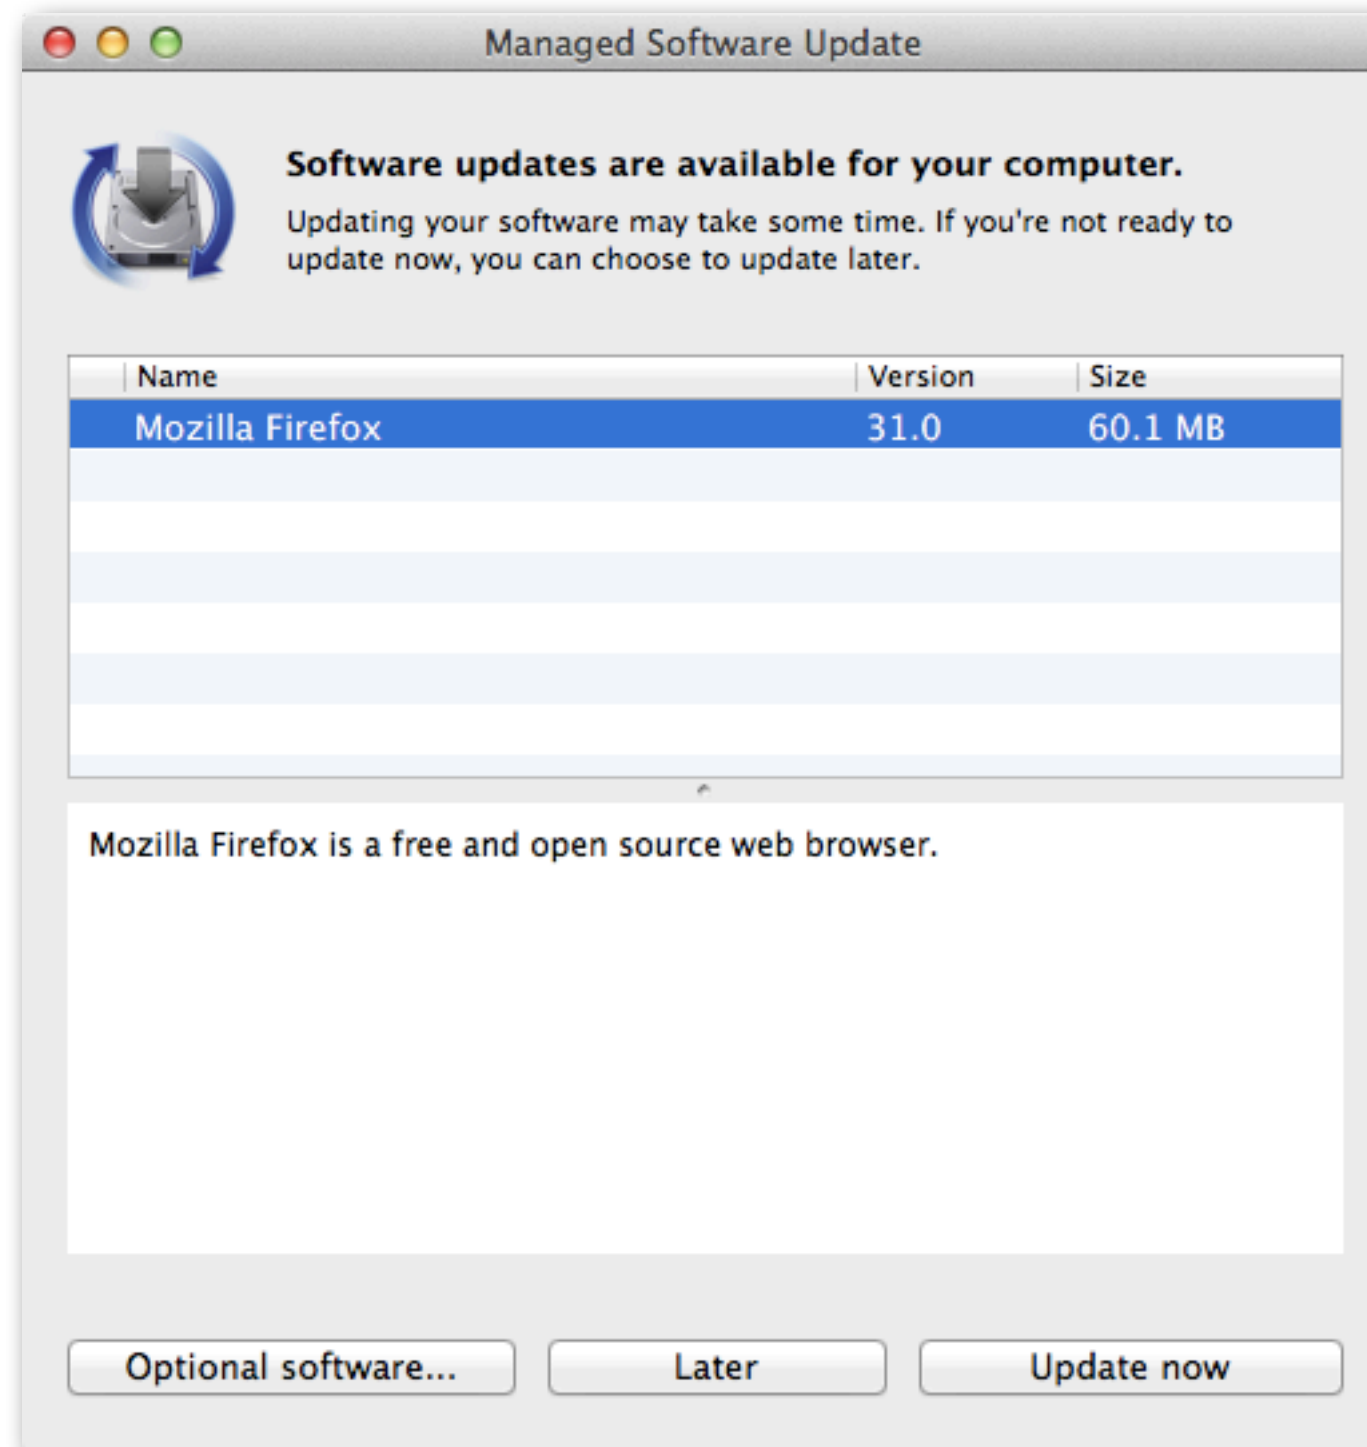 Managed Software Update
Software updates are available for your computer.
Updating your software may take some time. If you're not ready to
update now, you can choose to update later.
Name Version Size
Mozilla Firefox 31.0 60.1 MB
Mozilla Firefox is a free and open source web browser.
Optional software... Later Update now